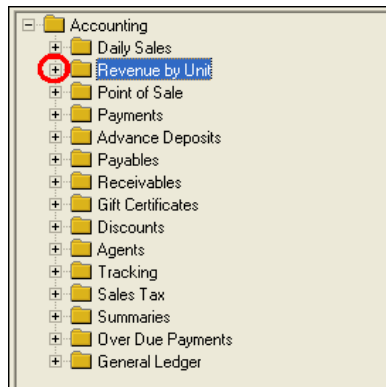 Accounting
Daily Sales
Revenue by Unit
Point of Sale
Payments
Advance Deposits
Payables
Receivables
Gift Certificates
Discounts
Agents
Tracking
Sales Tax
Summaries
Over Due Payments
General Ledger